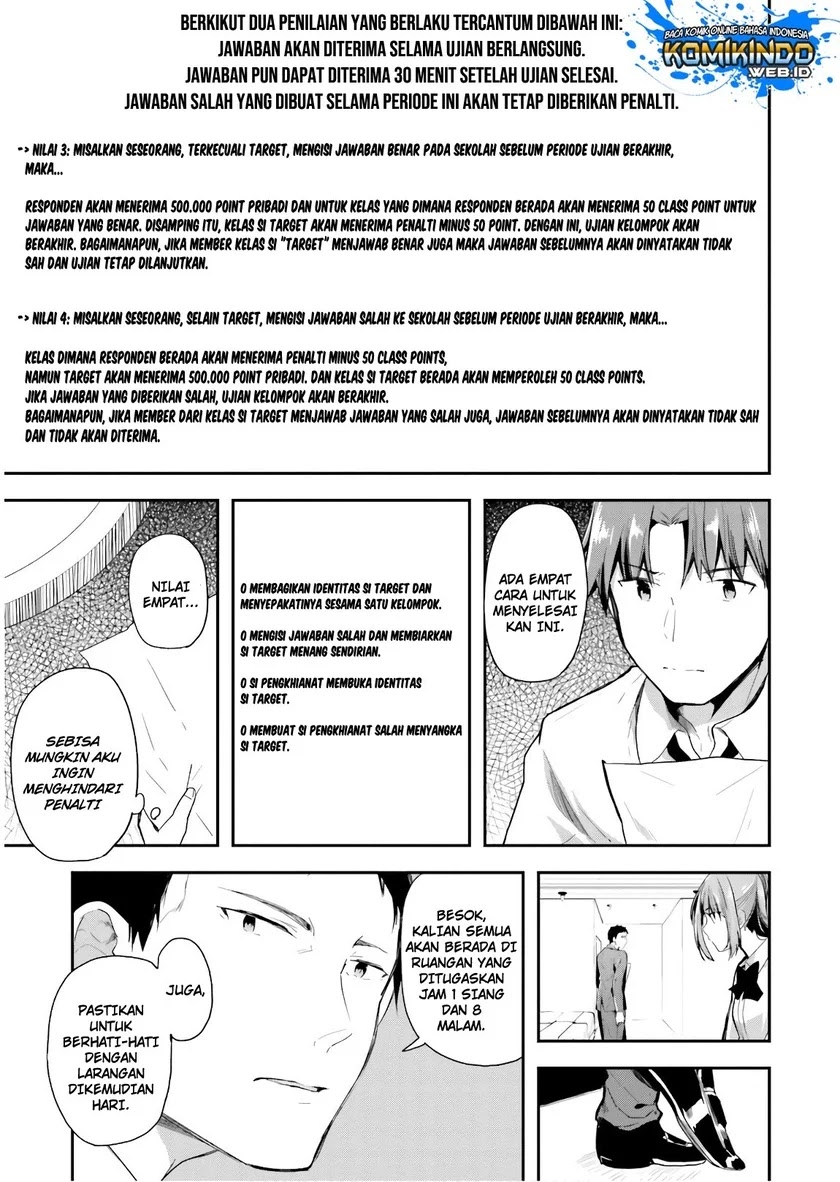 BERKIKUT DUA PENILAIAN YANG BERLAKU TERCANTUM DIBAWAH INI:
JAWABAN AKAN DITERIMA SELAMA UJIAN BERLANGSUNG.
JAWABAN PUN DAPAT DITERIMA 30 MENIT SETELAH UJIAN SELESAI.
JAWABAN SALAH YANG DIBUAT SELAMA PERIODE INI AKAN TETAP DIBERIKAN PENALTI.
BACA KOMIK ONLINE BAHASA INDONESIA
KOMIKINDO
WEB.ID
-> NILAI 3: MISALKAN SESEORANG, TERKECUALI TARGET, MENGISI JAWABAN BENAR PADA SEKOLAH SEBELUM PERIODE UJIAN BERAKHIR,
MAKA...
RESPONDEN AKAN MENERIMA 500.000 POINT PRIBADI DAN UNTUK KELAS YANG DIMANA RESPONDEN BERADA AKAN MENERIMA 50 CLASS POINT UNTUK
JAWABAN YANG BENAR. DISAMPING ITU, KELAS SI TARGET AKAN MENERIMA PENALTI MINUS 50 POINT. DENGAN INI, UJIAN KELOMPOK AKAN
BERAKHIR. BAGAIMANAPUN, JIKA MEMBER KELAS SI "TARGET" MENJAWAB BENAR JUGA MAKA JAWABAN SEBELUMNYA AKAN DINYATAKAN TIDAK
SAH DAN UJIAN TETAP DILANJUTKAN.
-> NILAI 4: MISALKAN SESEORANG, SELAIN TARGET, MENGISI JAWABAN SALAH KE SEKOLAH SEBELUM PERIODE UJIAN BERAKHIR, MAKA...
KELAS DIMANA RESPONDEN BERADA AKAN MENERIMA PENALTI MINUS 50 CLASS POINTS,
NAMUN TARGET AKAN MENERIMA 500.000 POINT PRIBADI. DAN KELAS SI TARGET BERADA AKAN MEMPEROLEH 50 CLASS POINTS.
JIKA JAWABAN YANG DIBERIKAN SALAH, UJIAN KELOMPOK AKAN BERAKHIR.
BAGAIMANAPUN, JIKA MEMBER DARI KELAS SI TARGET MENJAWAB JAWABAN YANG SALAH JUGA, JAWABAN SEBELUMNYA AKAN DINYATAKAN TIDAK SAH
DAN TIDAK AKAN DITERIMA.
ADA EMPAT
CARA UNTUK
MENYELESAI
KAN INI.
O MEMBAGIKAN IDENTITAS SI TARGET DAN
MENYEPAKATINYA SESAMA SATU KELOMPOK.
O MENGISI JAWABAN SALAH DAN MEMBIARKAN
SI TARGET MENANG SENDIRIAN.
O SI PENGKHIANAT MEMBUKA IDENTITAS
SI TARGET.
O MEMBUAT SI PENGKHIANAT SALAH MENYANGKA
SI TARGET.
NILAI
EMPAT...
SEBISA
MUNGKIN AKU
INGIN
MENGHINDARI
PENALTI
BESOK,
KALIAN SEMUA
AKAN BERADA DI
RUANGAN YANG
DITUGASKAN
JAM 1 SIANG
DAN 8
MALAM.
JUGA,
PASTIKAN
UNTUK
BERHATI-HATI
DENGAN
LARANGAN
DIKEMUDIAN
HARI.